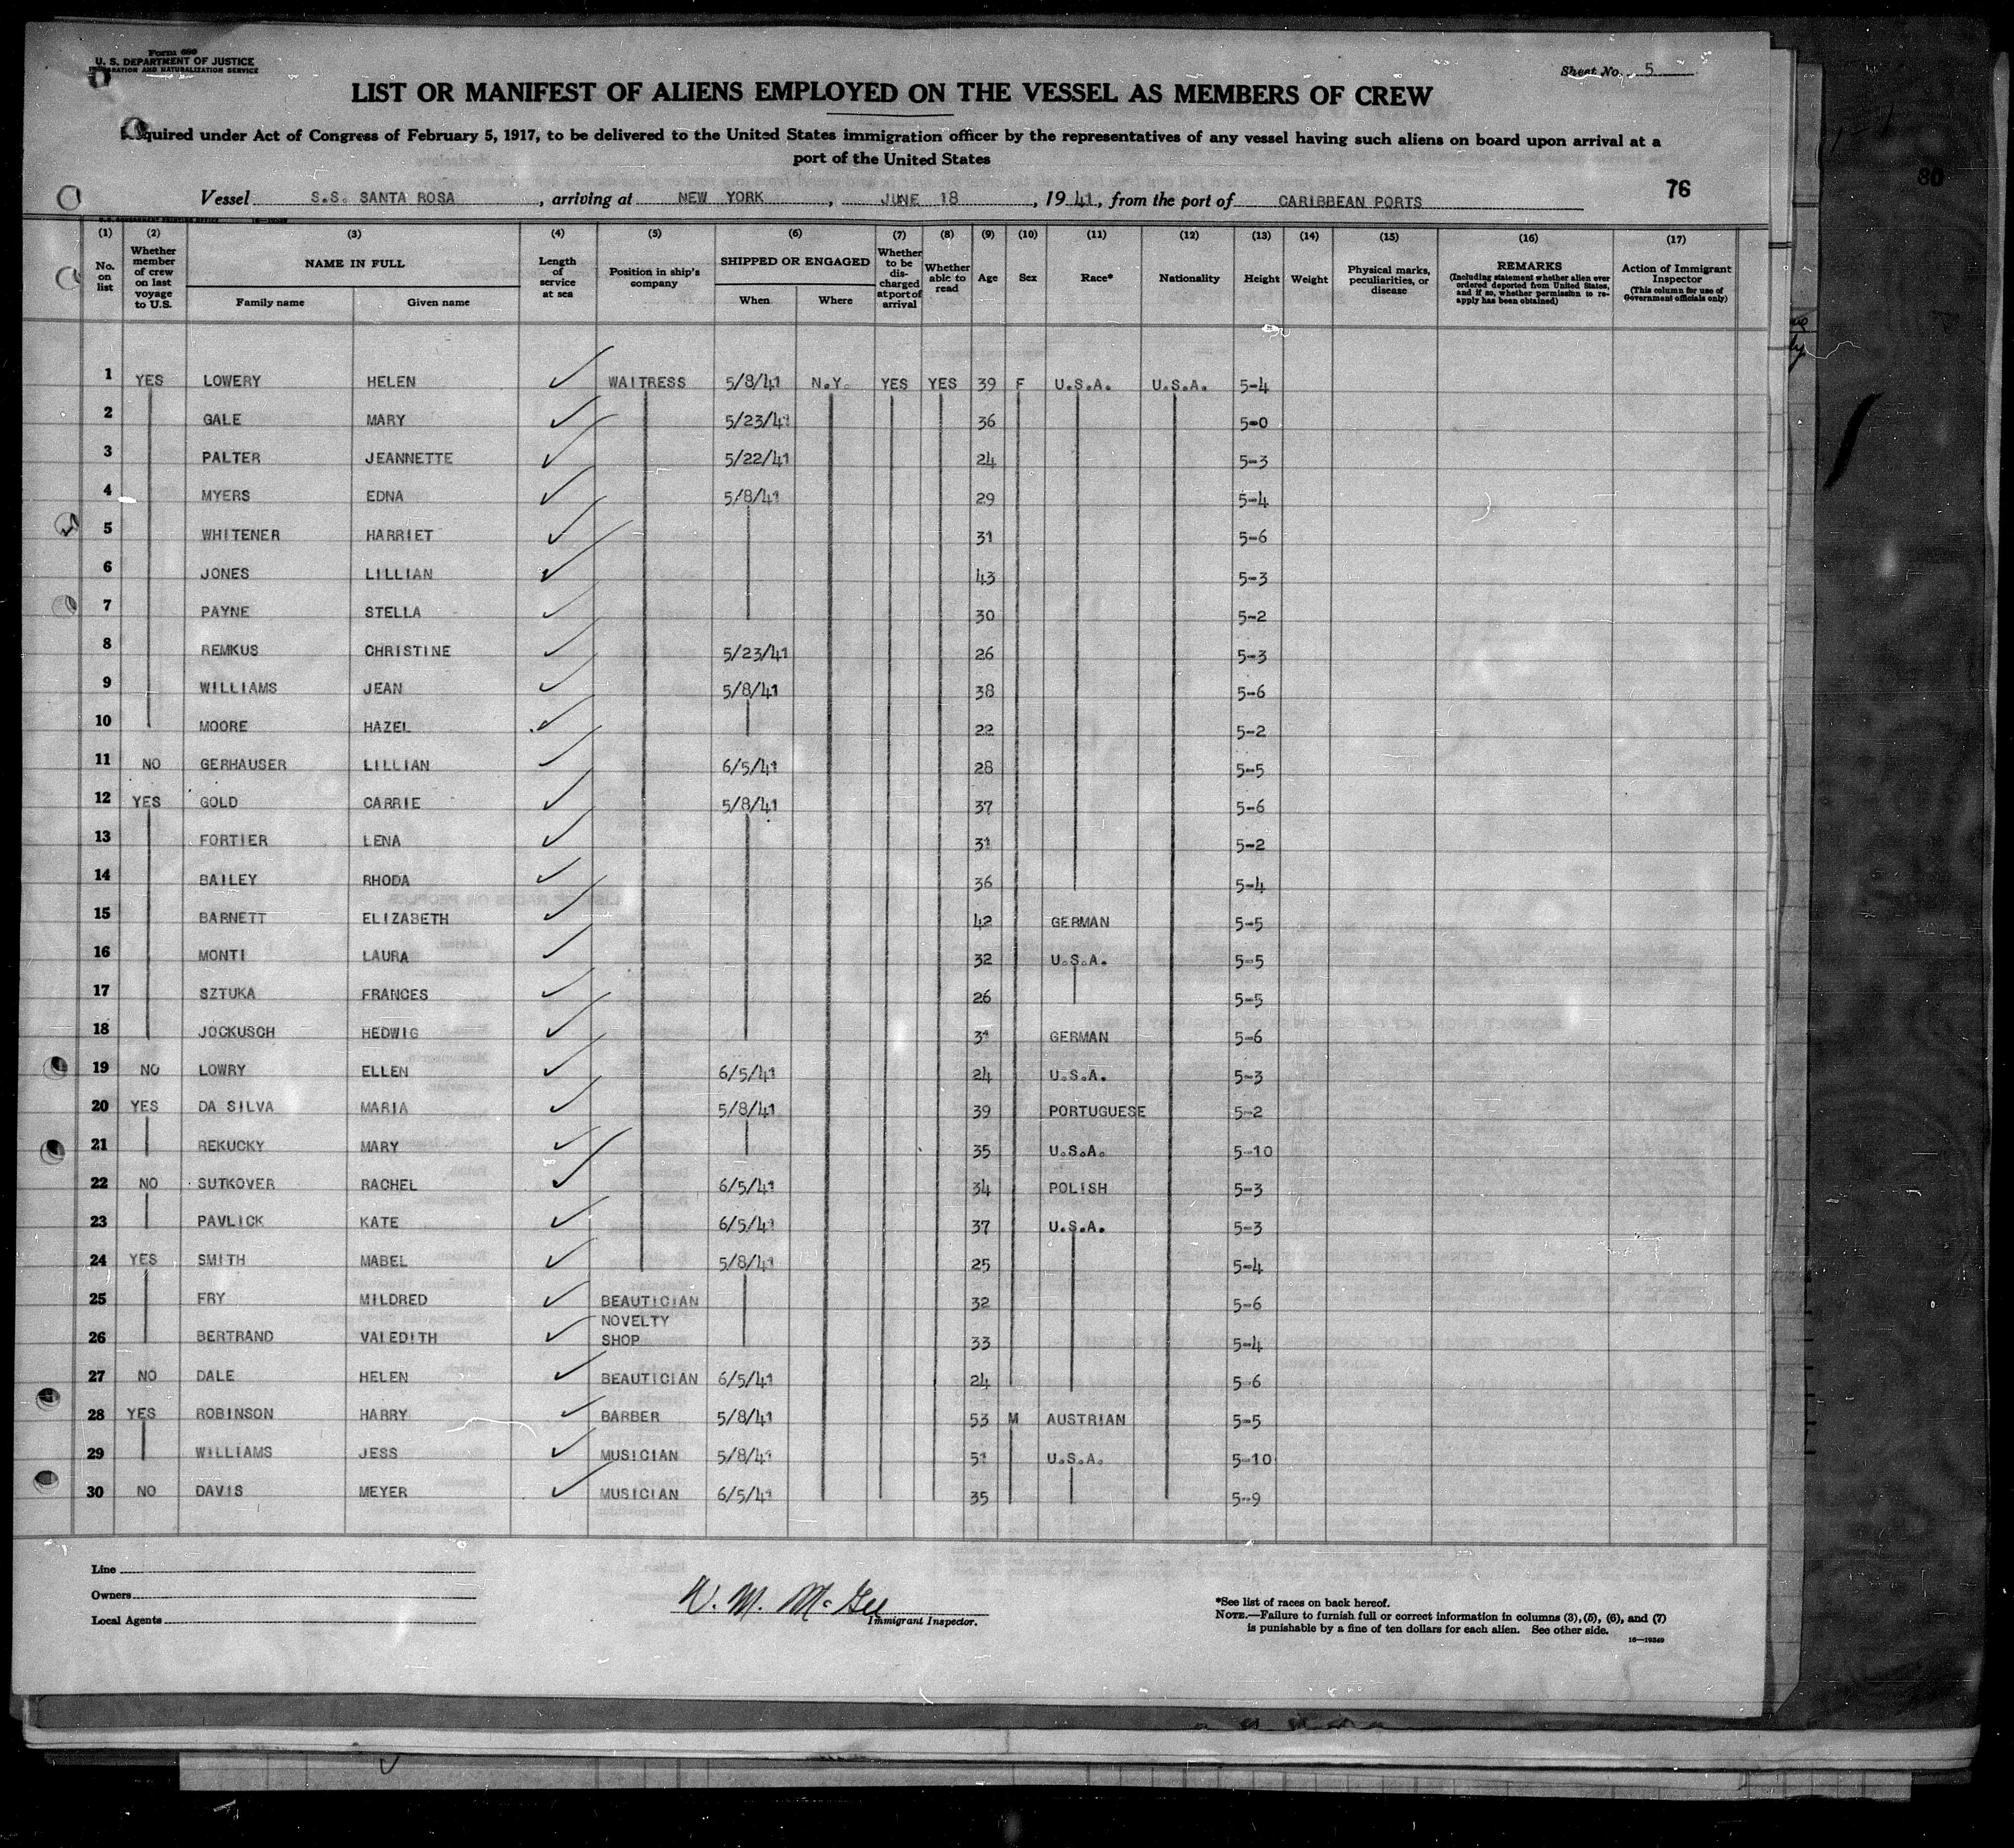 Form 680
U. S. DEPARTMENT OF JUSTICE
IMMIGRATION AND NATURALIZATION SERVICE
Sheet No. 5
LIST OR MANIFEST OF ALIENS EMPLOYED ON THE VESSEL AS MEMBERS OF CREW
Required under Act of Congress of February 5, 1917, to be delivered to the United States immigration officer by the representatives of any vessel having such aliens on board upon arrival at a
port of the United States
Vessel S.S. SANTA ROSA, arriving at NEW YORK, JUNE 18, 1941, from the port of CARIBBEAN PORTS
76
80
(1) (2) (3) (4) (5) (6) (7) (8) (9) (10) (11) (12) (13) (14) (15) (16) (17)
No. on list
Whether member of crew on last voyage to U.S.
NAME IN FULL
Family name
Given name
Length of service at sea
Position in ship's company
SHIPPED OR ENGAGED
When
Where
Whether to be discharged at port of arrival
Whether able to read
Age
Sex
Race*
Nationality
Height
Weight
Physical marks, peculiarities, or disease
REMARKS
(Including statement whether alien ever ordered deported from United States, and if so, whether permission to reapply has been obtained)
Action of Immigrant Inspector
(This column for use of Government officials only)
1 YES LOWERY HELEN WAITRESS 5/8/41 N.Y. YES YES 39 F U.S.A. U.S.A. 5-4
2 GALE MARY 5/23/41 36 5-0
3 PALTER JEANNETTE 5/22/41 24 5-3
4 MYERS EDNA 5/8/41 29 5-4
5 WHITENER HARRIET 31 5-6
6 JONES LILLIAN 43 5-3
7 PAYNE STELLA 30 5-2
8 REMKUS CHRISTINE 5/23/41 26 5-3
9 WILLIAMS JEAN 5/8/41 38 5-6
10 MOORE HAZEL 22 5-2
11 NO GERHAUSER LILLIAN 6/5/41 28 5-5
12 YES GOLD CARRIE 5/8/41 37 5-6
13 FORTIER LENA 31 5-2
14 BAILEY RHODA 36 5-4
15 BARNETT ELIZABETH 42 GERMAN 5-5
16 MONTI LAURA 32 U.S.A. 5-5
17 SZTUKA FRANCES 26 5-5
18 JOCKUSCH HEDWIG 31 GERMAN 5-6
19 NO LOWRY ELLEN 6/5/41 24 U.S.A. 5-3
20 YES DA SILVA MARIA 5/8/41 39 PORTUGUESE 5-2
21 REKUCKY MARY 35 U.S.A. 5-10
22 NO SUTKOVER RACHEL 6/5/41 34 POLISH 5-3
23 PAVLICK KATE 6/5/41 37 U.S.A. 5-3
24 YES SMITH MABEL 5/8/41 25 5-4
25 FRY MILDRED BEAUTICIAN 32 5-6
26 BERTRAND VALEDITH NOVELTY SHOP 33 5-4
27 NO DALE HELEN BEAUTICIAN 6/5/41 24 5-6
28 YES ROBINSON HARRY BARBER 5/8/41 53 M AUSTRIAN 5-5
29 WILLIAMS JESS MUSICIAN 5/8/41 51 U.S.A. 5-10
30 NO DAVIS MEYER MUSICIAN 6/5/41 35 5-9
Line
Owners
Local Agents
W. M. McGee
Immigrant Inspector.
*See list of races on back hereof.
NOTE.—Failure to furnish full or correct information in columns (3), (5), (6), and (7)
is punishable by a fine of ten dollars for each alien. See other side.
16—19349